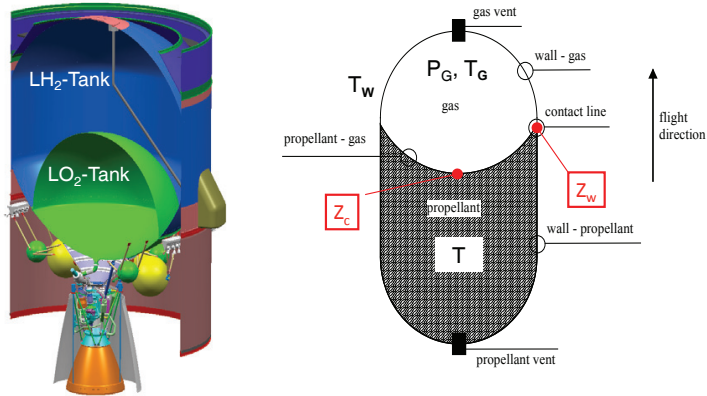 LH2-Tank
LO2-Tank
gas vent
PG, TG
gas
wall - gas
TW
contact line
flight
direction
propellant - gas
Zc
Zw
propellant
wall - propellant
T
propellant vent